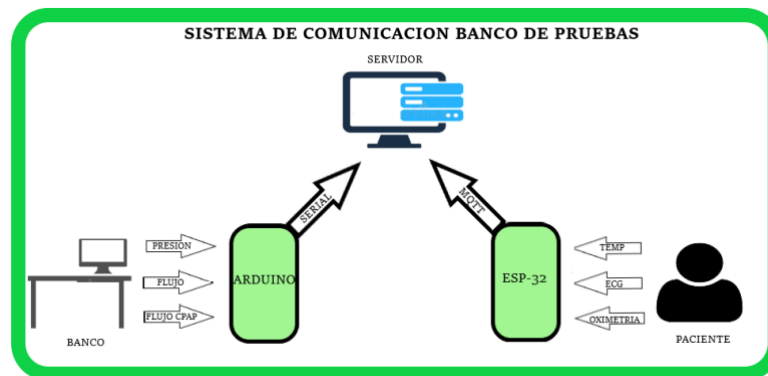 SISTEMA DE COMUNICACION BANCO DE PRUEBAS
SERVIDOR
SERIAL
MQTT
PRESION
FLUJO
FLUJO CPAP
BANCO
ARDUINO
ESP-32
TEMP
ECG
OXIMETRIA
PACIENTE